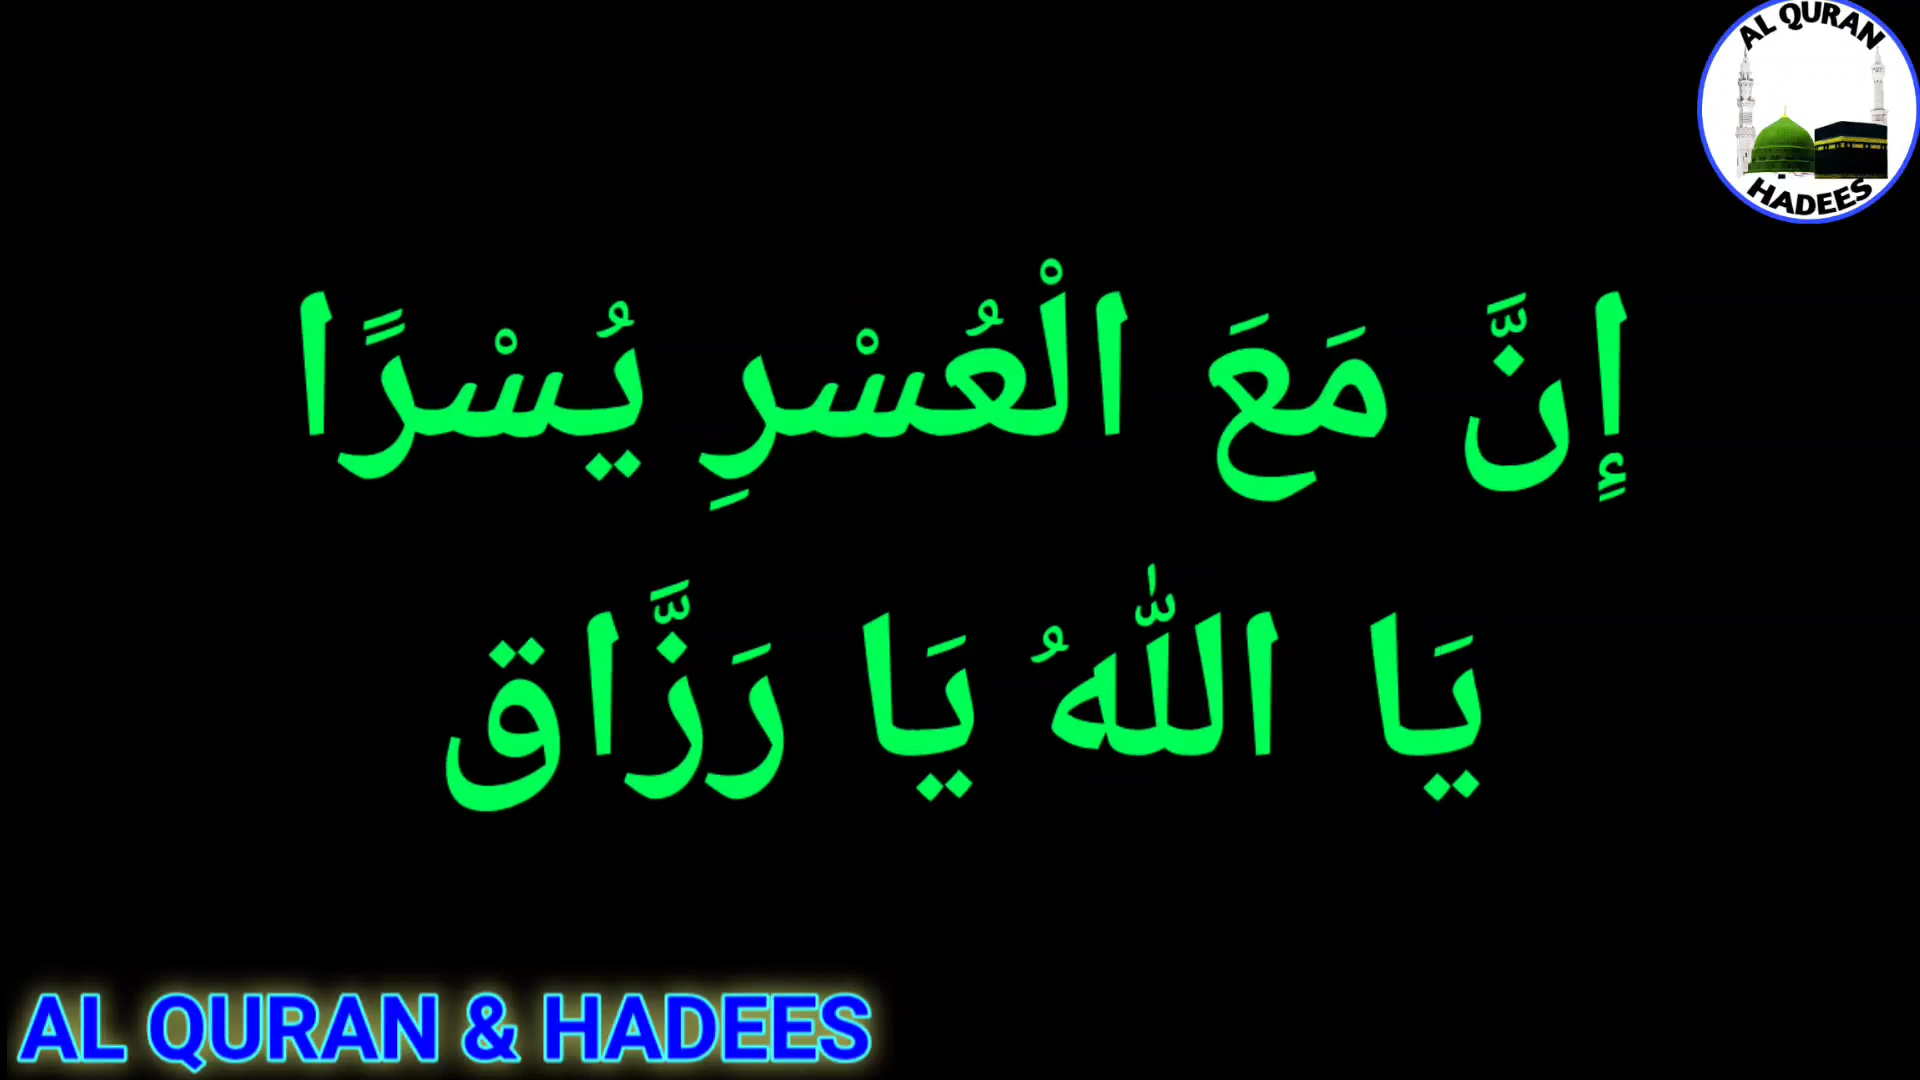 AL QURAN
HADEES
إِنَّ مَعَ الْعُسْرِ يُسْرًا
يَا اللّٰهُ يَا رَزَّاق
AL QURAN & HADEES